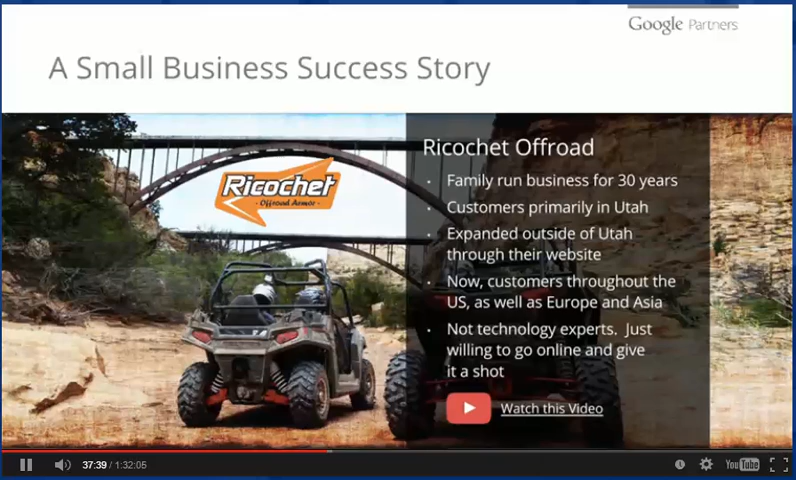 Google Partners
A Small Business Success Story
Ricochet
- Offroad Armor -
Ricochet Offroad
• Family run business for 30 years
• Customers primarily in Utah
• Expanded outside of Utah
through their website
• Now, customers throughout the
US, as well as Europe and Asia
• Not technology experts. Just
willing to go online and give
it a shot
Watch this Video
37:39 / 1:32:05
YouTube